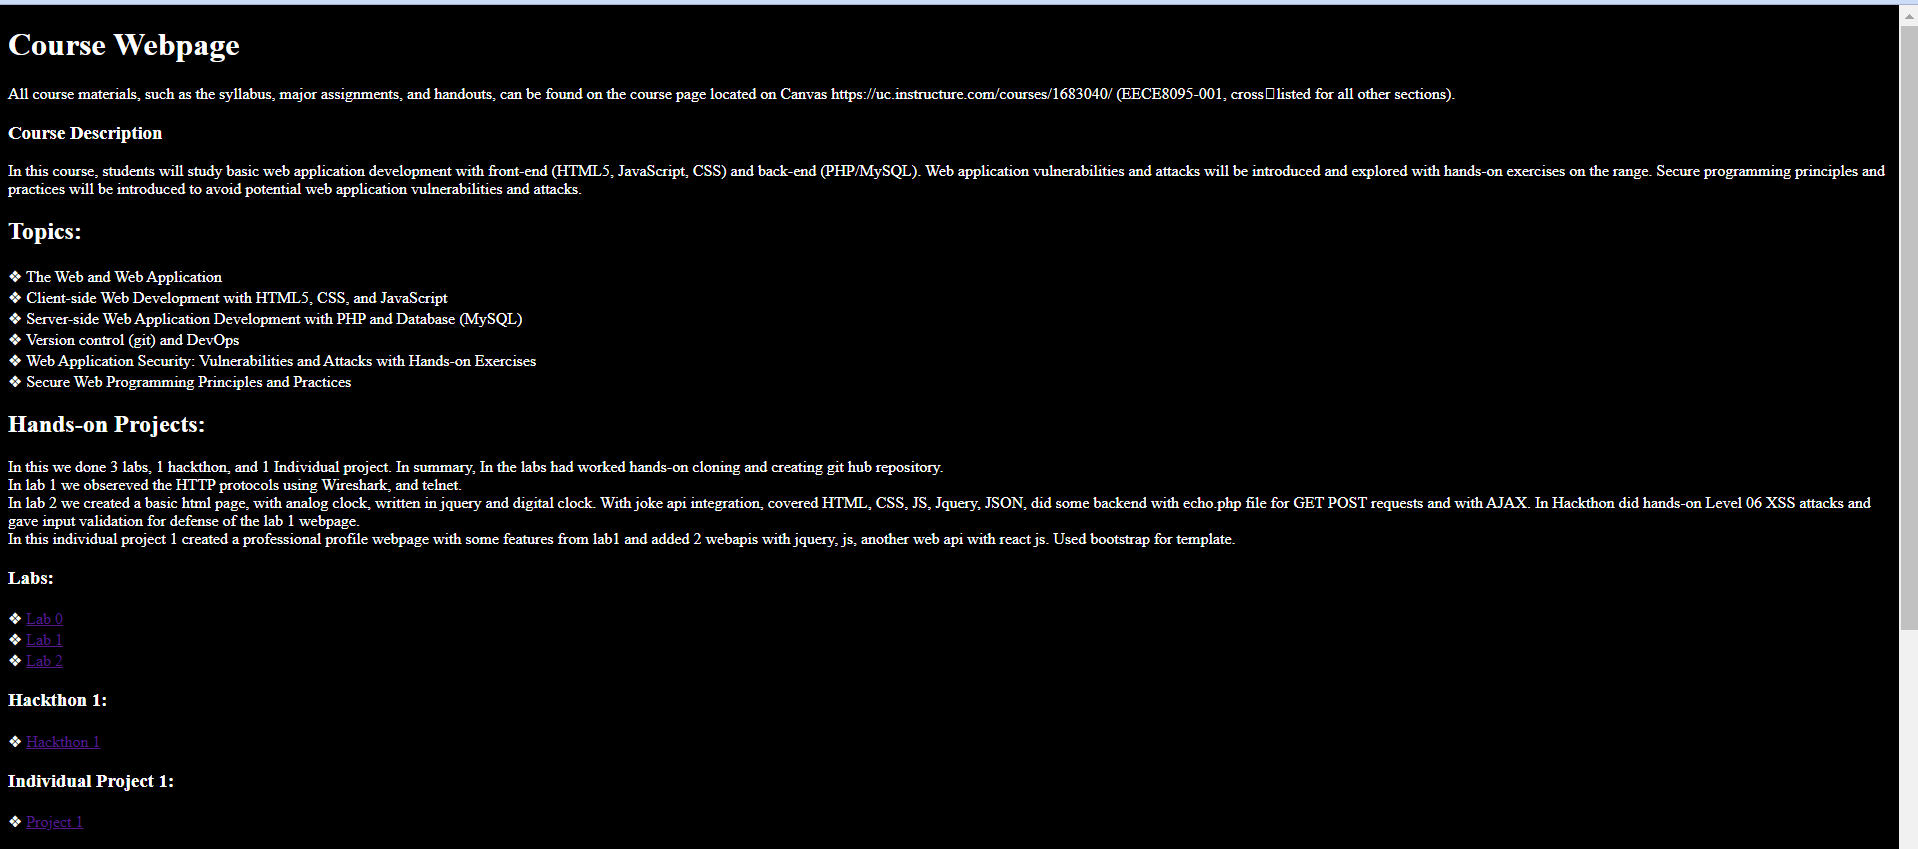 Course Webpage
All course materials, such as the syllabus, major assignments, and handouts, can be found on the course page located on Canvas https://uc.instructure.com/courses/1683040/ (EECE8095-001, cross▯listed for all other sections).
Course Description
In this course, students will study basic web application development with front-end (HTML5, JavaScript, CSS) and back-end (PHP/MySQL). Web application vulnerabilities and attacks will be introduced and explored with hands-on exercises on the range. Secure programming principles and
practices will be introduced to avoid potential web application vulnerabilities and attacks.
Topics:
❖ The Web and Web Application
❖ Client-side Web Development with HTML5, CSS, and JavaScript
❖ Server-side Web Application Development with PHP and Database (MySQL)
❖ Version control (git) and DevOps
❖ Web Application Security: Vulnerabilities and Attacks with Hands-on Exercises
❖ Secure Web Programming Principles and Practices
Hands-on Projects:
In this we done 3 labs, 1 hackthon, and 1 Individual project. In summary, In the labs had worked hands-on cloning and creating git hub repository.
In lab 1 we obsereved the HTTP protocols using Wireshark, and telnet.
In lab 2 we created a basic html page, with analog clock, written in jquery and digital clock. With joke api integration, covered HTML, CSS, JS, Jquery, JSON, did some backend with echo.php file for GET POST requests and with AJAX. In Hackthon did hands-on Level 06 XSS attacks and
gave input validation for defense of the lab 1 webpage.
In this individual project 1 created a professional profile webpage with some features from lab1 and added 2 webapis with jquery, js, another web api with react js. Used bootstrap for template.
Labs:
❖ Lab 0
❖ Lab 1
❖ Lab 2
Hackthon 1:
❖ Hackthon 1
Individual Project 1:
❖ Project 1